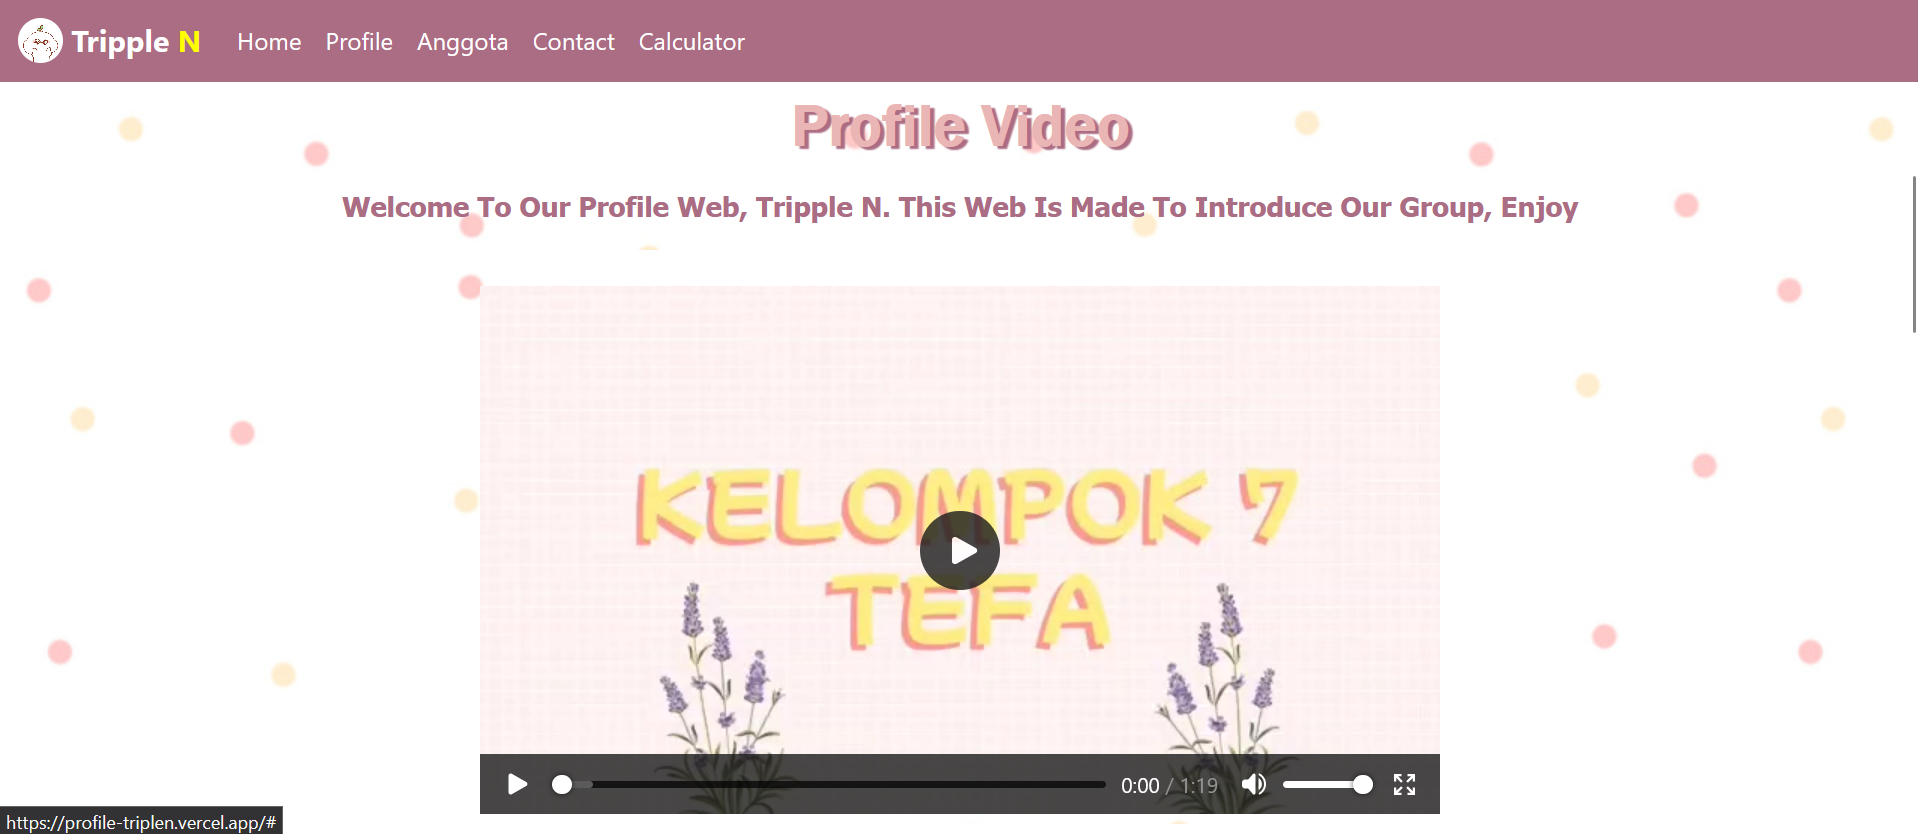 Tripple N Home Profile Anggota Contact Calculator
Profile Video
Welcome To Our Profile Web, Tripple N. This Web Is Made To Introduce Our Group, Enjoy
KELOMPOK 7
TEFA
0:00 / 1:19
https://profile-triplen.vercel.app/#